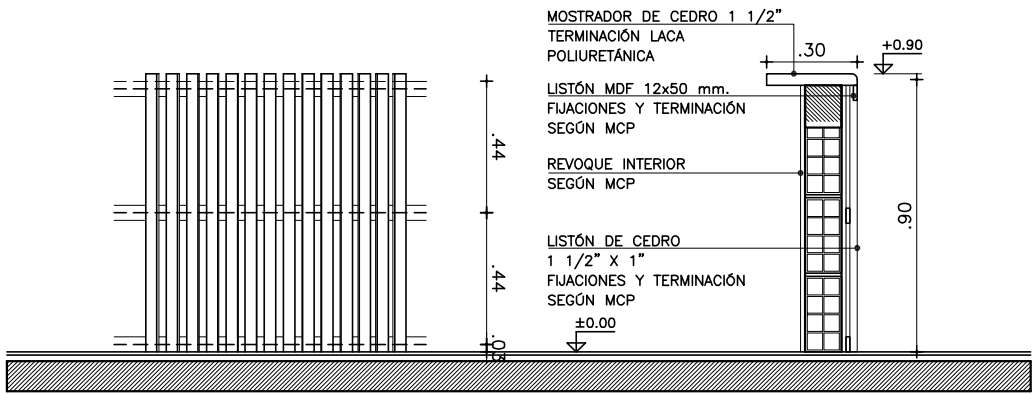 MOSTRADOR DE CEDRO 1 1/2”
TERMINACIÓN LACA
POLIURETÁNICA
.30
+0.90
LISTÓN MDF 12x50 mm.
FIJACIONES Y TERMINACIÓN
SEGÚN MCP
.44
REVOQUE INTERIOR
SEGÚN MCP
.90
LISTÓN DE CEDRO
1 1/2” X 1”
FIJACIONES Y TERMINACIÓN
SEGÚN MCP
.44
±0.00
.03